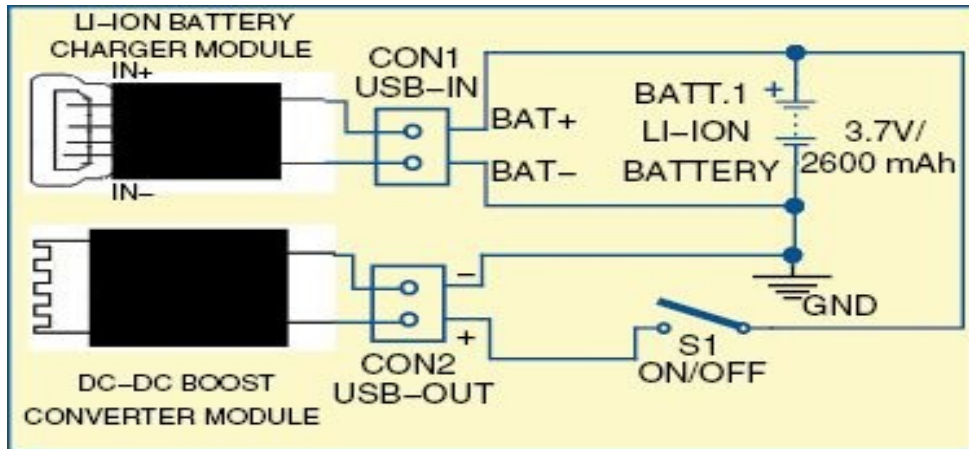 LI-ION BATTERY
CHARGER MODULE
IN+
IN-
CON1
USB-IN
BAT+
BAT-
BATT.1 +
LI-ION
BATTERY
3.7V/
2600 mAh
GND
-
+
CON2
USB-OUT
S1
ON/OFF
DC-DC BOOST
CONVERTER MODULE